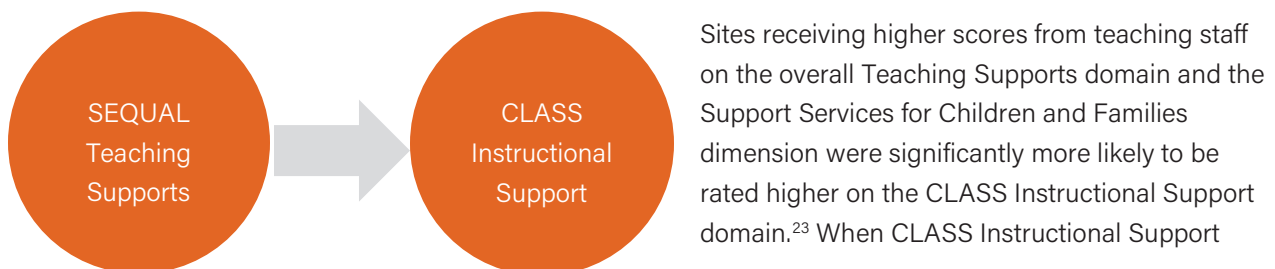 SEQUAL
Teaching
Supports
CLASS
Instructional
Support
Sites receiving higher scores from teaching staff
on the overall Teaching Supports domain and the
Support Services for Children and Families
dimension were significantly more likely to be
rated higher on the CLASS Instructional Support
domain.23 When CLASS Instructional Support